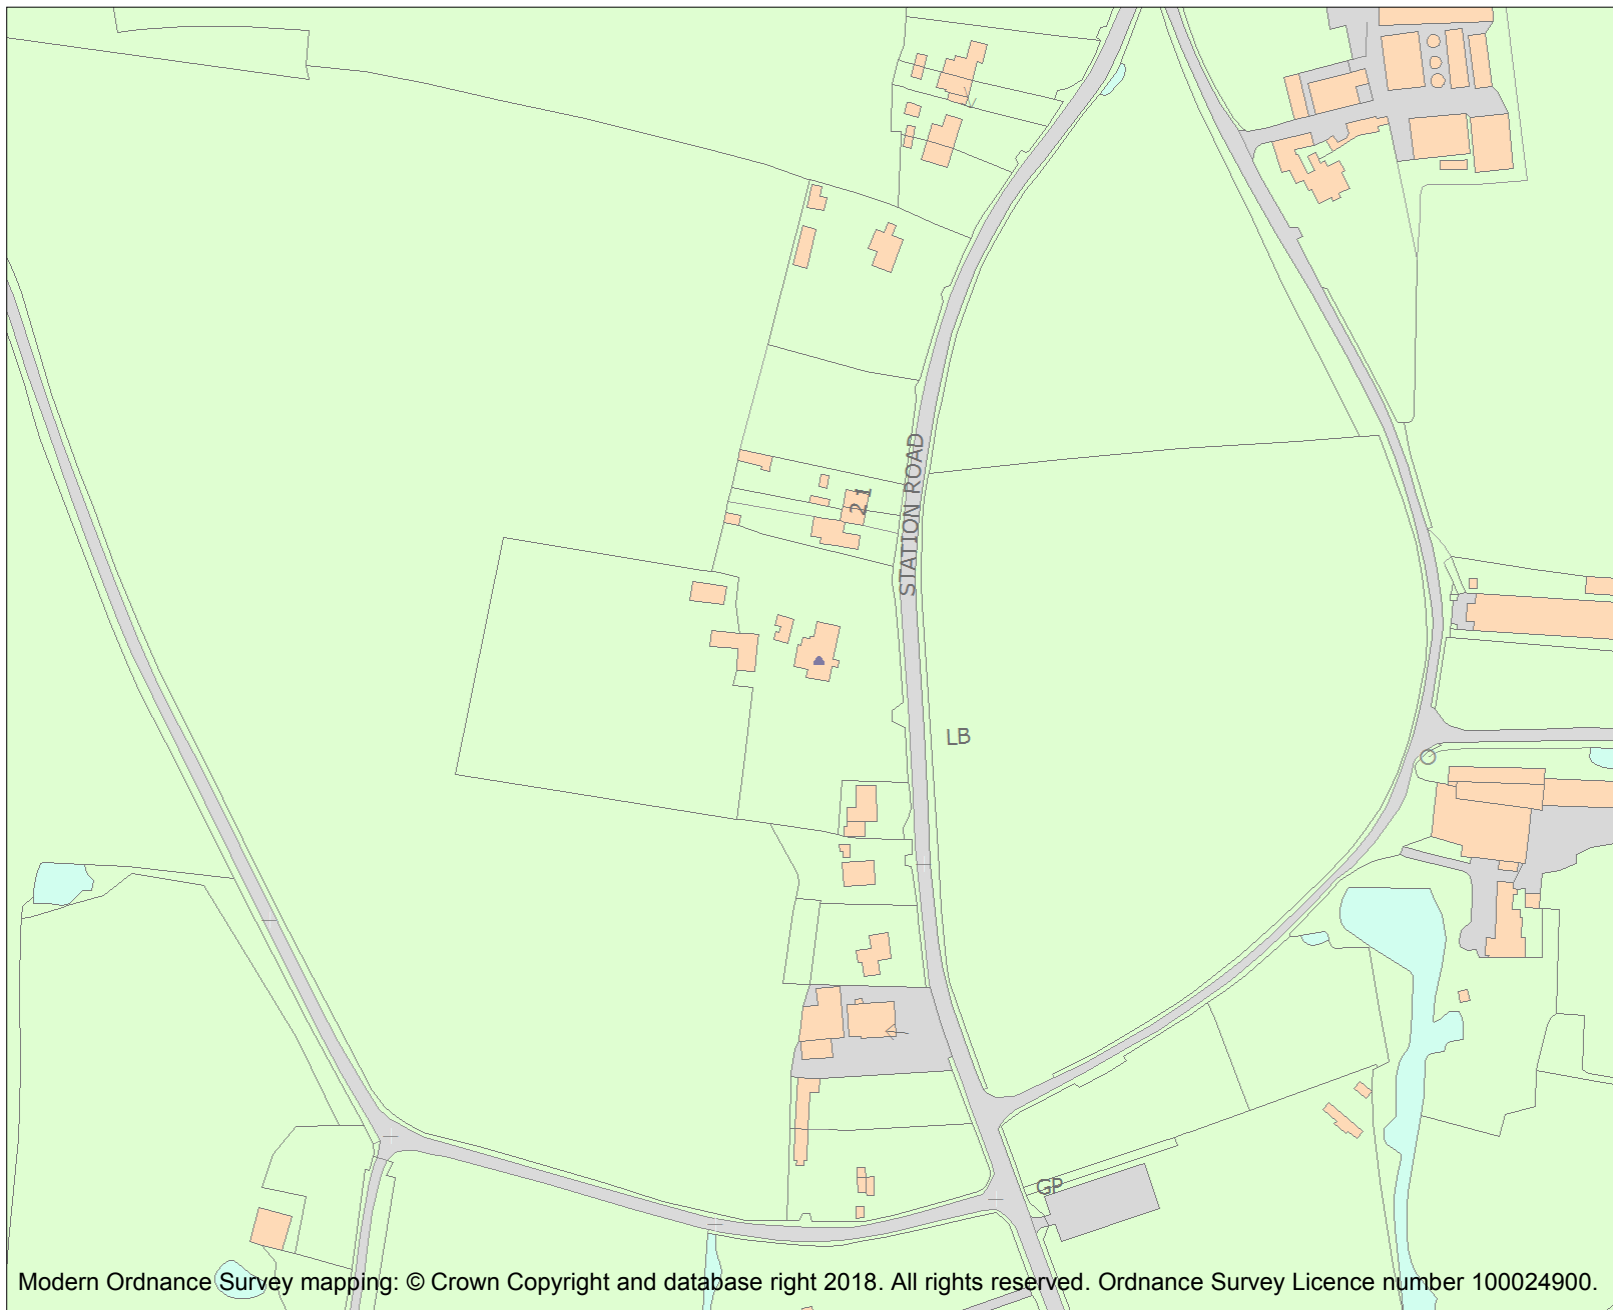 STATION ROAD
21
LB
GP
Modern Ordnance Survey mapping: © Crown Copyright and database right 2018. All rights reserved. Ordnance Survey Licence number 100024900.